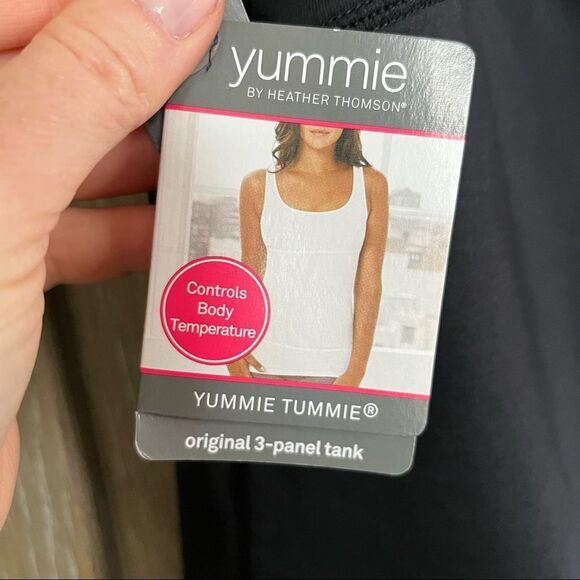 yummie
BY HEATHER THOMSON®
Controls
Body
Temperature
YUMMIE TUMMIE®
original 3-panel tank